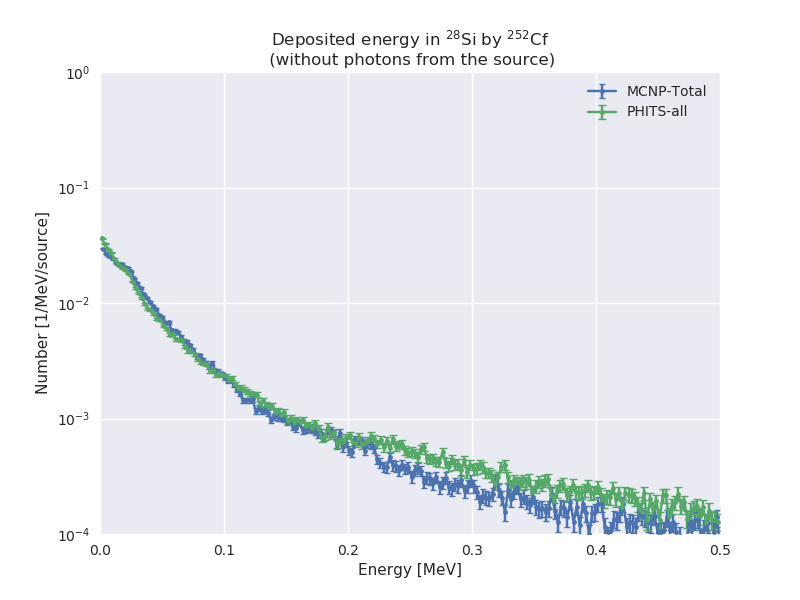 Deposited energy in ²⁸Si by ²⁵²Cf
(without photons from the source)
MCNP-Total
PHITS-all
Number [1/MeV/source]
10⁰
10⁻¹
10⁻²
10⁻³
10⁻⁴
0.0 0.1 0.2 0.3 0.4 0.5
Energy [MeV]